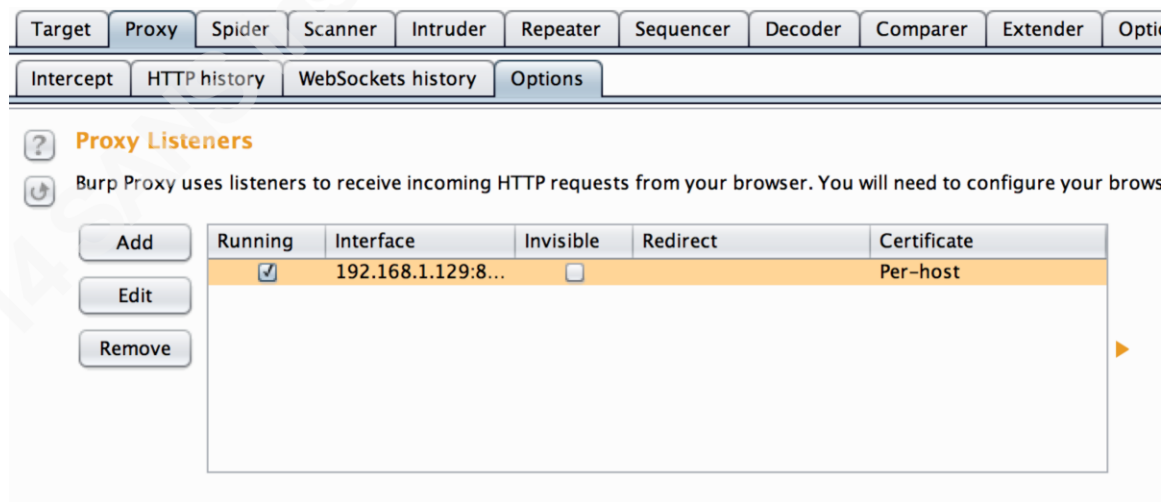 Target Proxy Spider Scanner Intruder Repeater Sequencer Decoder Comparer Extender Optio
Intercept HTTP history WebSockets history Options
? Proxy Listeners
Burp Proxy uses listeners to receive incoming HTTP requests from your browser. You will need to configure your brows
Add Running Interface Invisible Redirect Certificate
192.168.1.129:8... Per-host
Edit
Remove